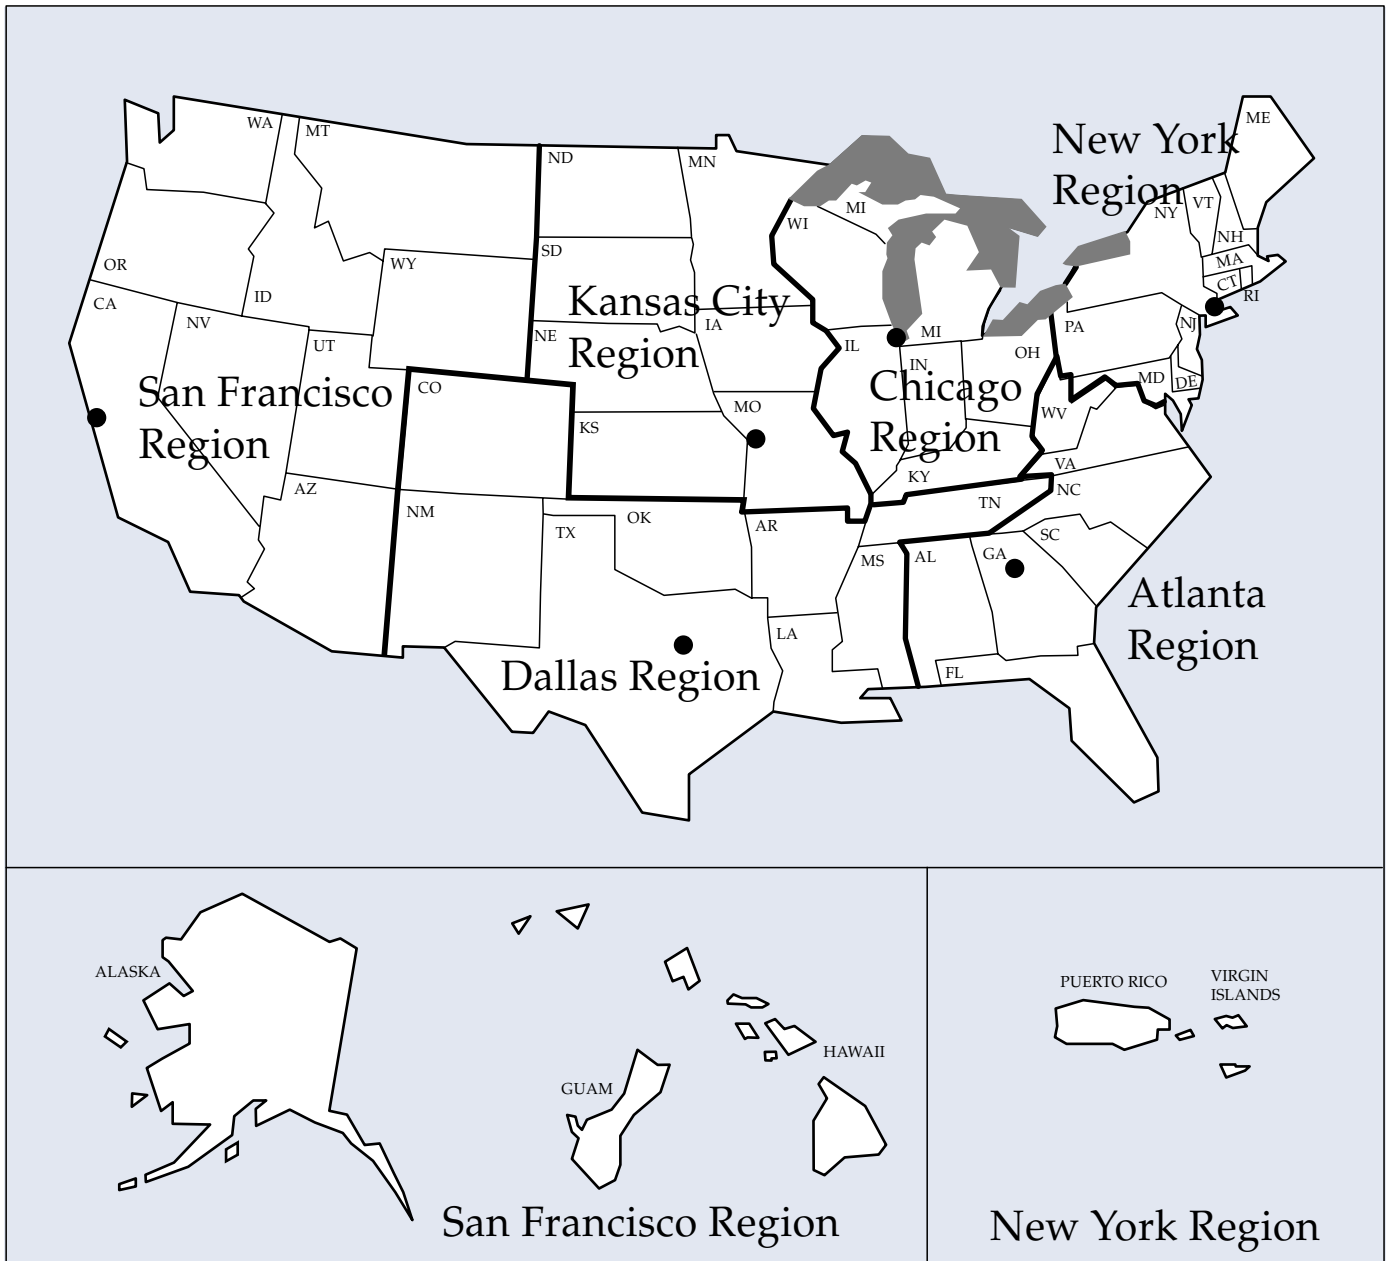 ME
WA
MT
New York
Region
ND
MN
NY
VT
NH
MA
CT
RI
MI
WI
OR
ID
WY
SD
CA
NV
UT
Kansas City
Region
NE
IA
IL
MI
IN
OH
PA
NJ
MD
DE
San Francisco
Region
CO
KS
MO
Chicago
Region
WV
VA
KY
TN
NC
AZ
NM
TX
OK
AR
MS
AL
GA
SC
Atlanta
Region
LA
FL
Dallas Region
ALASKA
GUAM
HAWAII
San Francisco Region
PUERTO RICO
VIRGIN
ISLANDS
New York Region